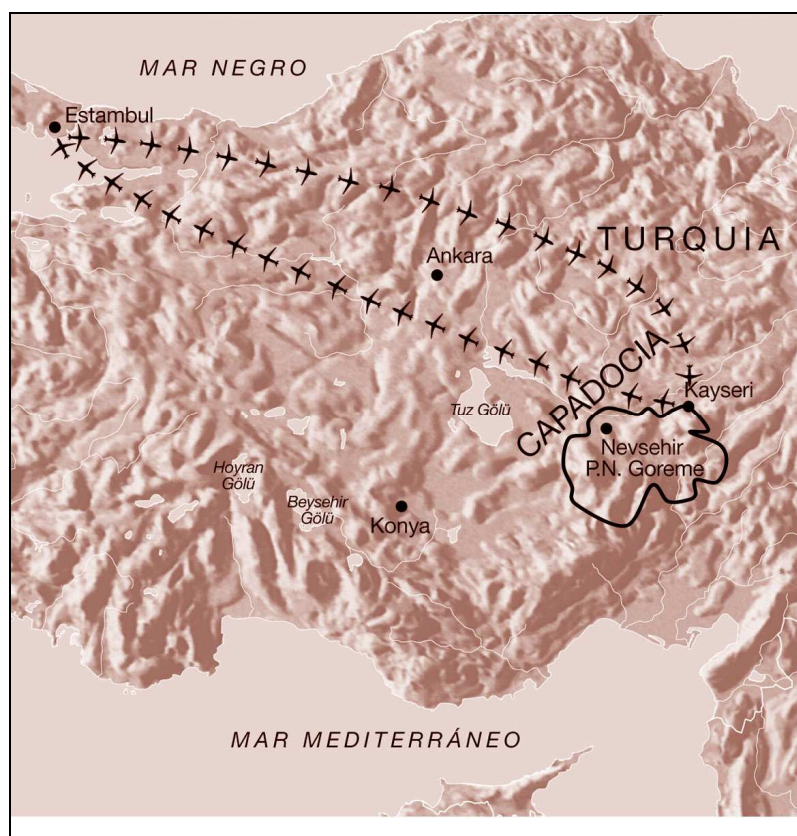 MAR NEGRO
Estambul
TURQUIA
Ankara
CAPADOCIA
Kayseri
Tuz Gölü
Nevsehir
P.N. Goreme
Hoyran
Gölü
Beysehir
Gölü
Konya
MAR MEDITERRÁNEO